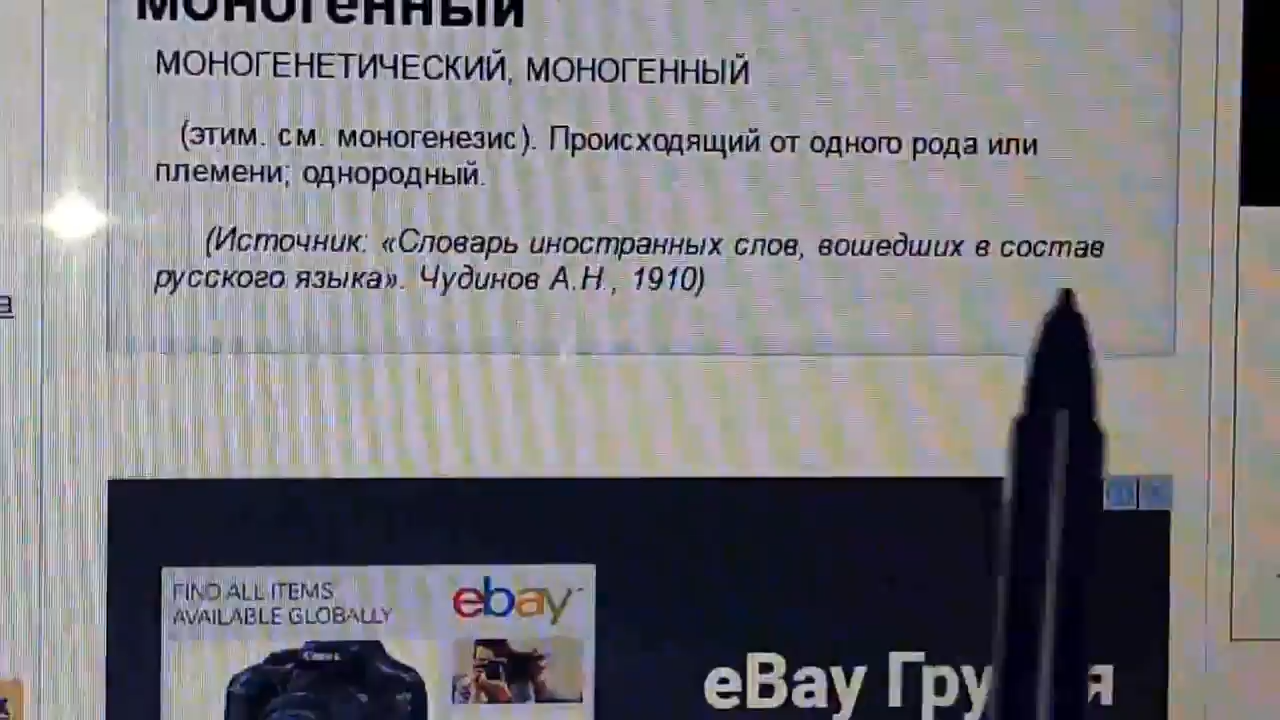 моногенный
МОНОГЕНЕТИЧЕСКИЙ, МОНОГЕННЫЙ
(этим. см. моногенезис). Происходящий от одного рода или
племени; однородный.
(Источник: «Словарь иностранных слов, вошедших в состав
русского языка». Чудинов А.Н., 1910)
а
FIND ALL ITEMS
AVAILABLE GLOBALLY
ebay
Canon
eBay